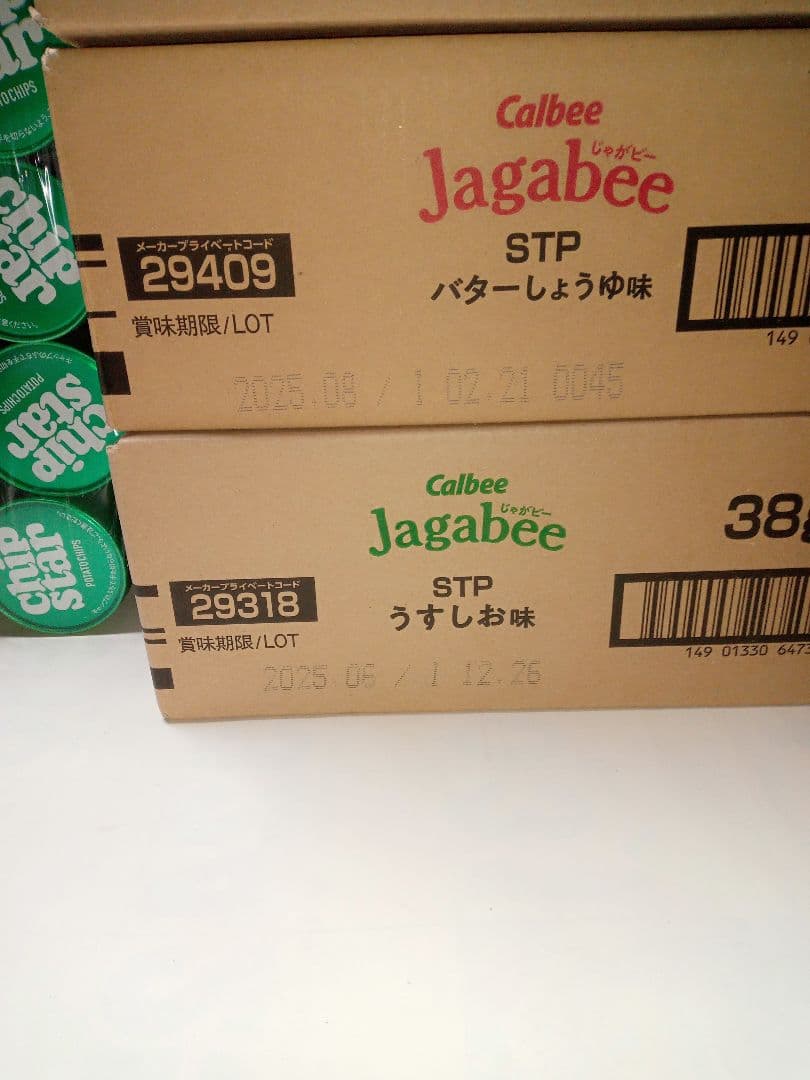 Calbee
じゃがビー
Jagabee
STP
バターしょうゆ味
メーカープライベートコード
29409
賞味期限/LOT
2025.08 / 1 02.21 0045
149
Calbee
じゃがビー
Jagabee
38g
STP
うすしお味
メーカープライベートコード
29318
賞味期限/LOT
2025 06 / 1 12.26
149 01330 6473
POTATO CHIPS
chip
star
chip
star
POTATO CHIPS
chip
star
POTATO CHIPS